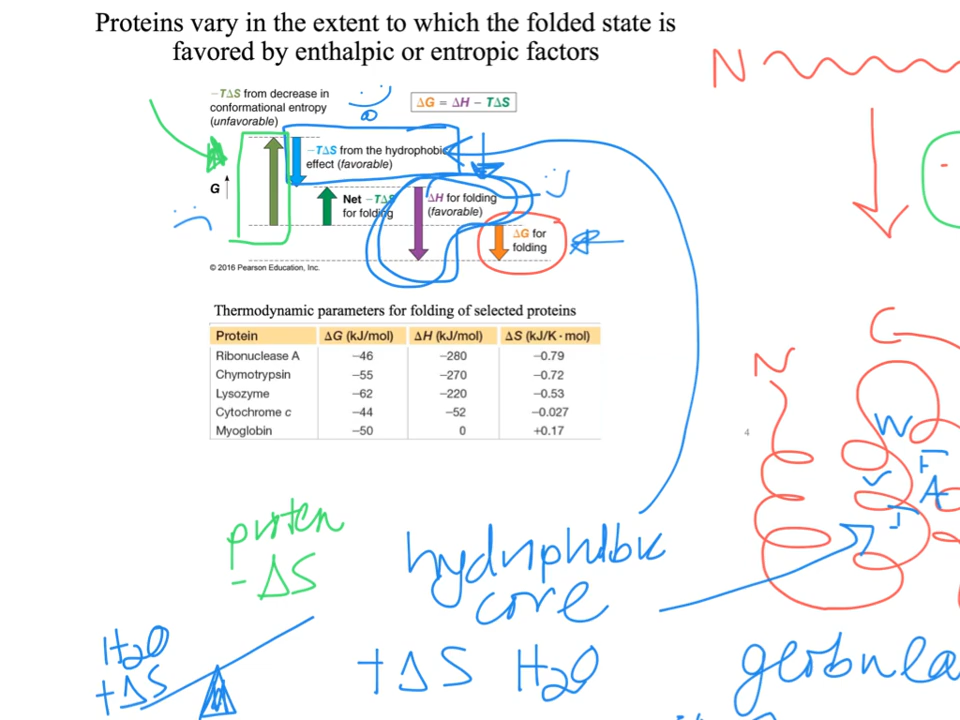 Proteins vary in the extent to which the folded state is
favored by enthalpic or entropic factors
−TΔS from decrease in
conformational entropy
(unfavorable)
ΔG = ΔH − TΔS
−TΔS from the hydrophobic
effect (favorable)
G
Net −TΔS
for folding
ΔH for folding
(favorable)
ΔG for
folding
© 2016 Pearson Education, Inc.
Thermodynamic parameters for folding of selected proteins
Protein ΔG (kJ/mol) ΔH (kJ/mol) ΔS (kJ/K · mol)
Ribonuclease A −46 −280 −0.79
Chymotrypsin −55 −270 −0.72
Lysozyme −62 −220 −0.53
Cytochrome c −44 −52 −0.027
Myoglobin −50 0 +0.17
4
N
N
C
W
F
V
A
protein
- ΔS
hydrophobic
core
+ΔS H2O
H2O
+ΔS
globula